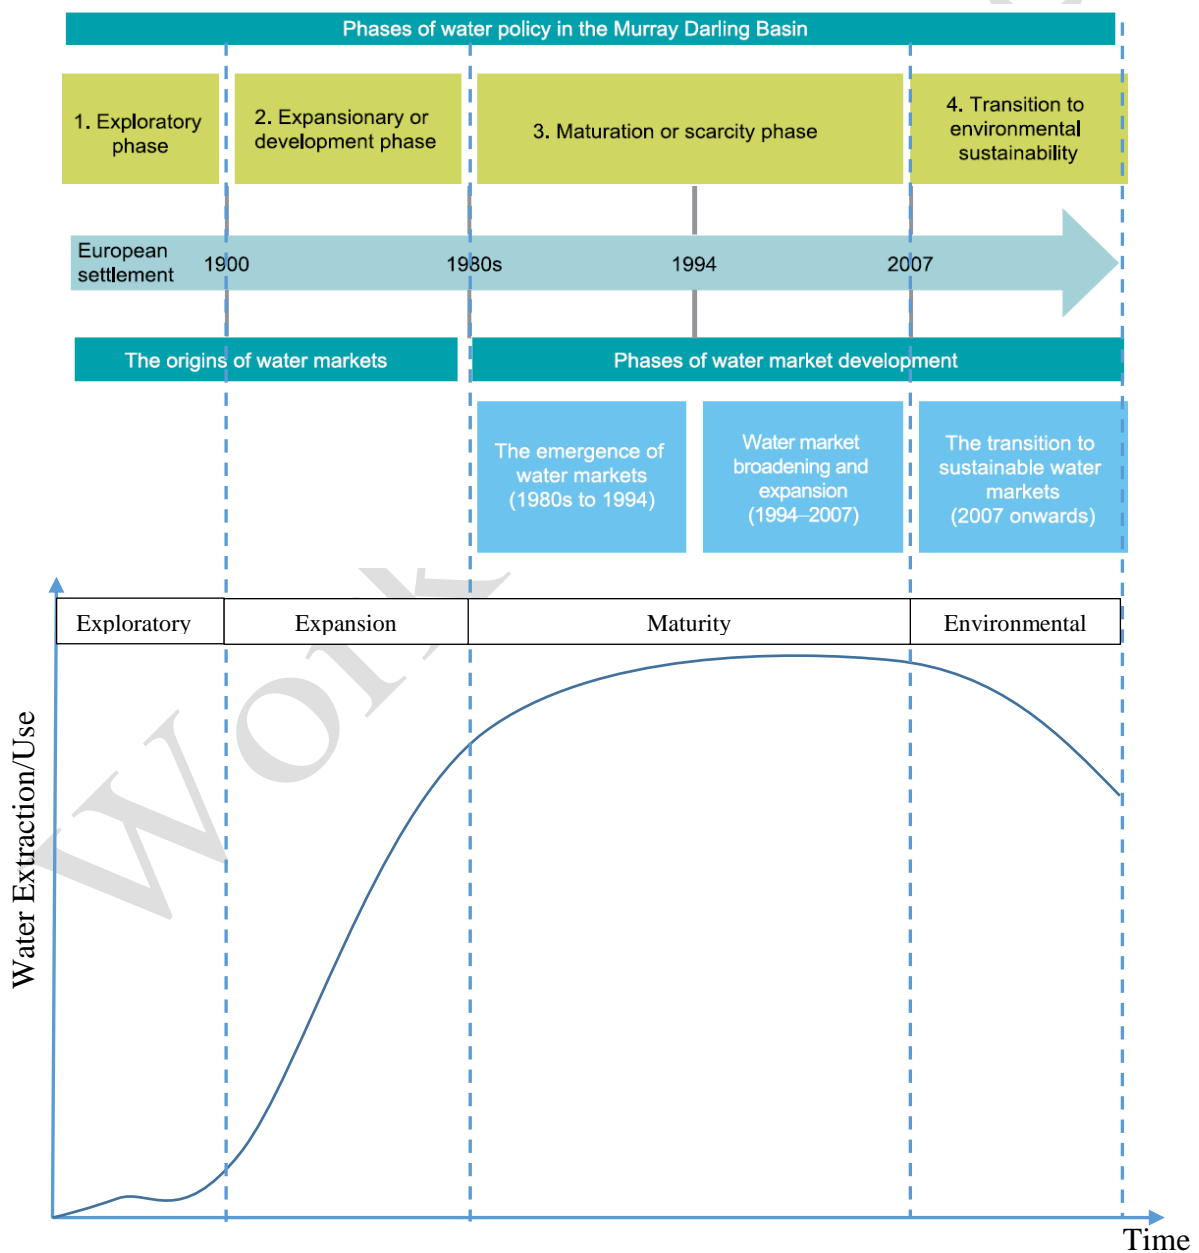 Phases of water policy in the Murray Darling Basin
1. Exploratory
phase
2. Expansionary or
development phase
3. Maturation or scarcity phase
4. Transition to
environmental
sustainability
European
settlement
1900
1980s
1994
2007
The origins of water markets
Phases of water market development
The emergence of
water markets
(1980s to 1994)
Water market
broadening and
expansion
(1994–2007)
The transition to
sustainable water
markets
(2007 onwards)
Exploratory
Expansion
Maturity
Environmental
Water Extraction/Use
Time
Work